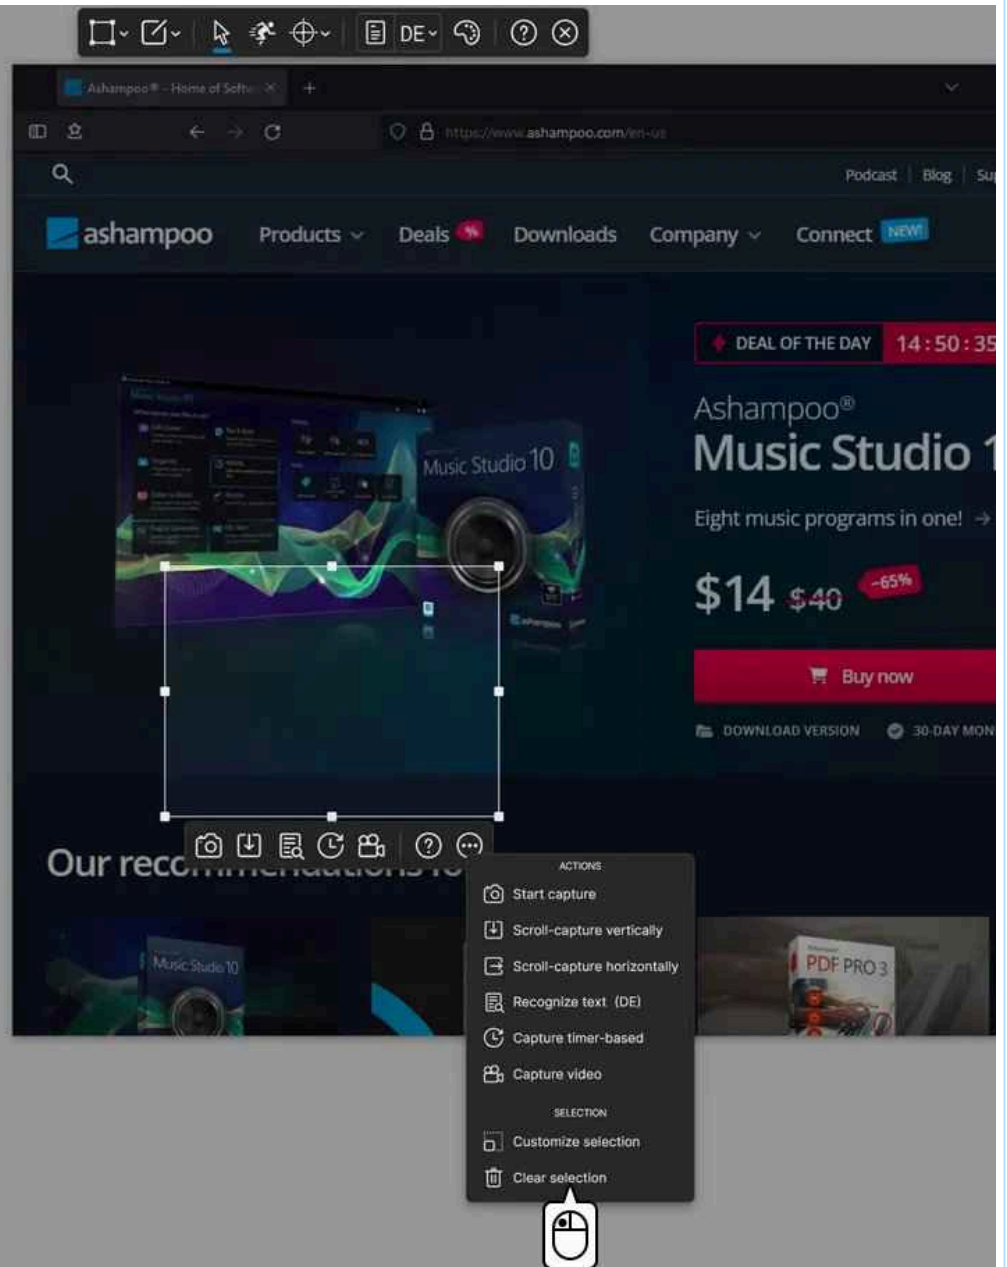 DE
Ashampoo® - Home of Softw
https://www.ashampoo.com/en-us
Podcast | Blog | Sup
ashampoo Products Deals % Downloads Company Connect NEW!
DEAL OF THE DAY 14:50:35
Ashampoo®
Music Studio 1
Eight music programs in one! →
$14 $40 -65%
Buy now
DOWNLOAD VERSION 30-DAY MON
Music Studio 10
ashampoo
Our recommendations fo
ACTIONS
Start capture
Scroll-capture vertically
Scroll-capture horizontally
Recognize text (DE)
Capture timer-based
Capture video
SELECTION
Customize selection
Clear selection
Music Studio 10
PDF PRO 3